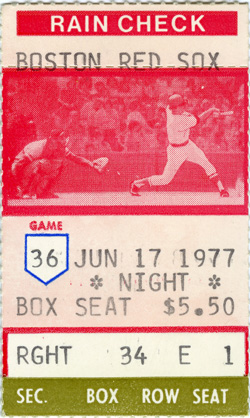 RAIN CHECK
BOSTON RED SOX
GAME
36 JUN 17 1977
* NIGHT *
BOX SEAT $5.50
RGHT 34 E 1
SEC. BOX ROW SEAT